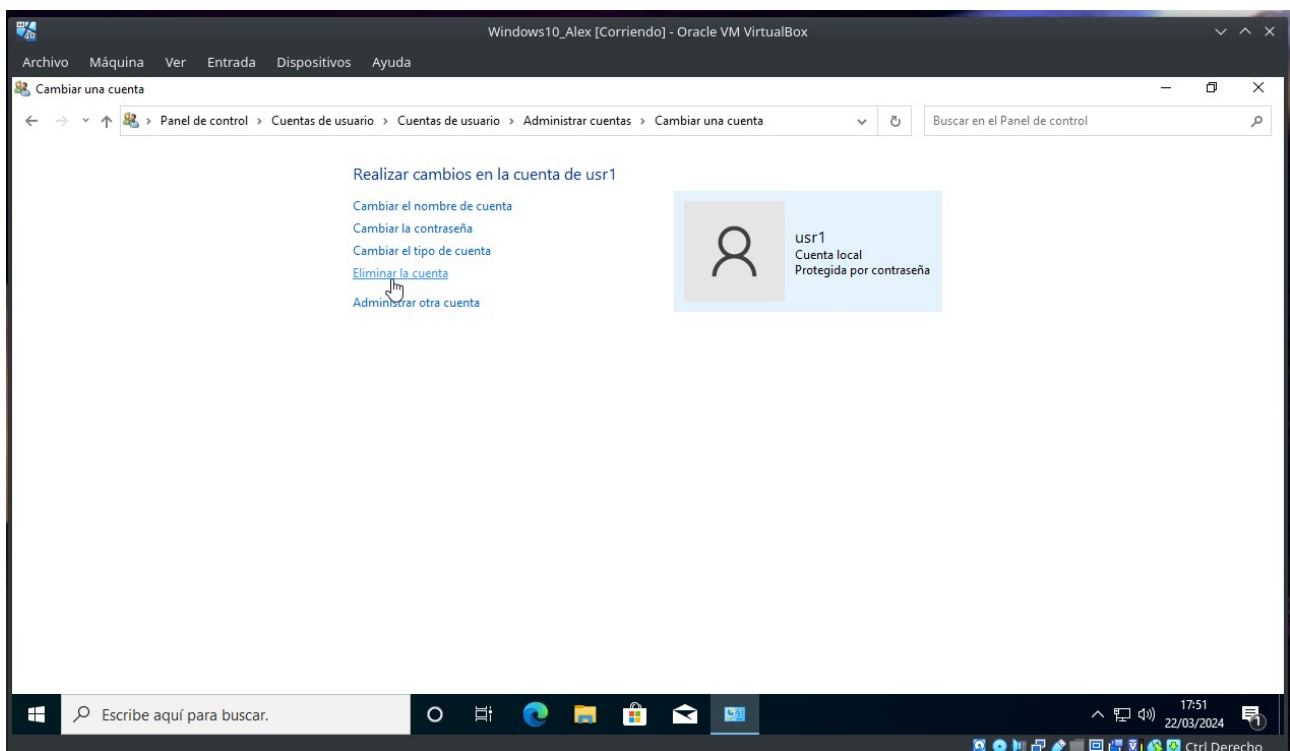 Windows10_Alex [Corriendo] - Oracle VM VirtualBox
Archivo Máquina Ver Entrada Dispositivos Ayuda
Cambiar una cuenta
Panel de control > Cuentas de usuario > Cuentas de usuario > Administrar cuentas > Cambiar una cuenta
Buscar en el Panel de control
Realizar cambios en la cuenta de usr1
Cambiar el nombre de cuenta
Cambiar la contraseña
Cambiar el tipo de cuenta
Eliminar la cuenta
Administrar otra cuenta
usr1
Cuenta local
Protegida por contraseña
Escribe aquí para buscar.
17:51
22/03/2024
1
Ctrl Derecho